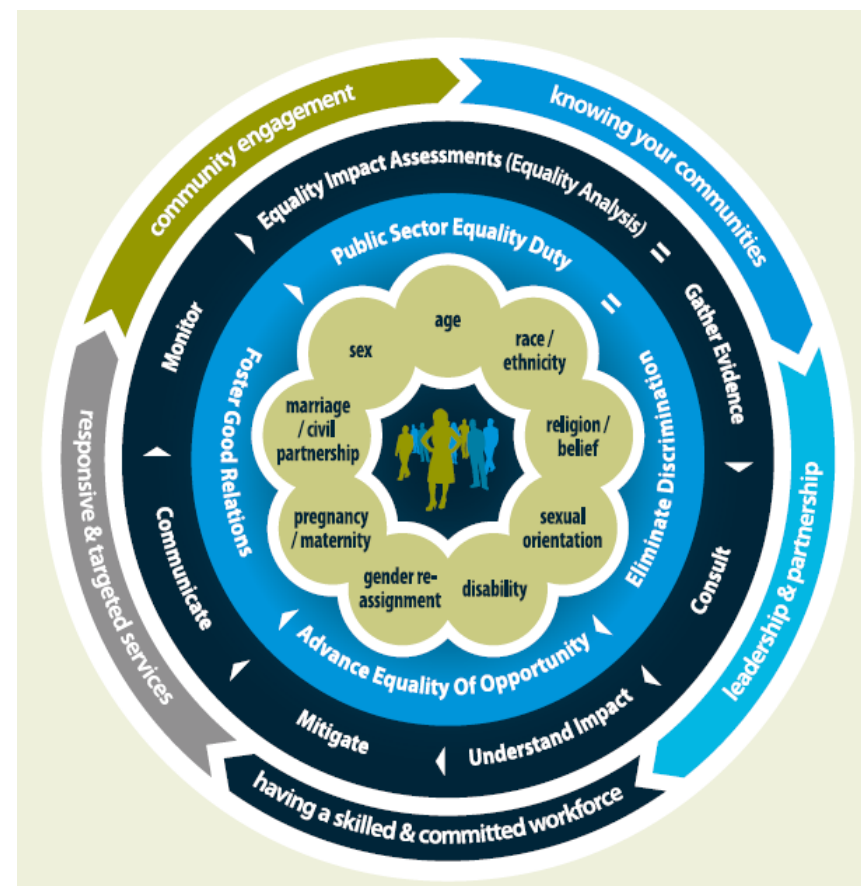 community engagement
knowing your communities
leadership & partnership
having a skilled & committed workforce
responsive & targeted services
Equality Impact Assessments (Equality Analysis) =
Gather Evidence
Consult
Understand Impact
Mitigate
Communicate
Monitor
Public Sector Equality Duty =
Eliminate Discrimination
Advance Equality Of Opportunity
Foster Good Relations
age
race /
ethnicity
religion /
belief
sexual
orientation
disability
gender re-
assignment
pregnancy
/ maternity
marriage
/ civil
partnership
sex